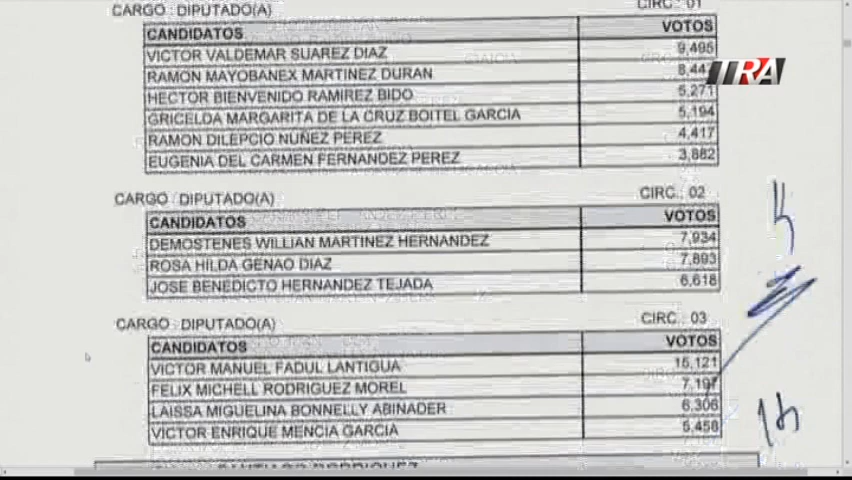 CARGO : DIPUTADO(A) CIRC. : 01
CANDIDATOS VOTOS
VICTOR VALDEMAR SUAREZ DIAZ 9,495
RAMON MAYOBANEX MARTINEZ DURAN
HECTOR BIENVENIDO RAMIREZ BIDO 5,271
GRICELDA MARGARITA DE LA CRUZ BOITEL GARCIA 5,194
RAMON DILEPCIO NUÑEZ PEREZ 4,417
EUGENIA DEL CARMEN FERNANDEZ PEREZ 3,882
CARGO : DIPUTADO(A) CIRC. : 02
CANDIDATOS VOTOS
DEMOSTENES WILLIAN MARTINEZ HERNANDEZ 7,934
ROSA HILDA GENAO DIAZ 7,893
JOSE BENEDICTO HERNANDEZ TEJADA 6,618
CARGO : DIPUTADO(A) CIRC. : 03
CANDIDATOS VOTOS
VICTOR MANUEL FADUL LANTIGUA 15,121
FELIX MICHELL RODRIGUEZ MOREL 7,197
LAISSA MIGUELINA BONNELLY ABINADER 6,306
VICTOR ENRIQUE MENCIA GARCIA 5,458
SANTIAGO RODRIGUEZ